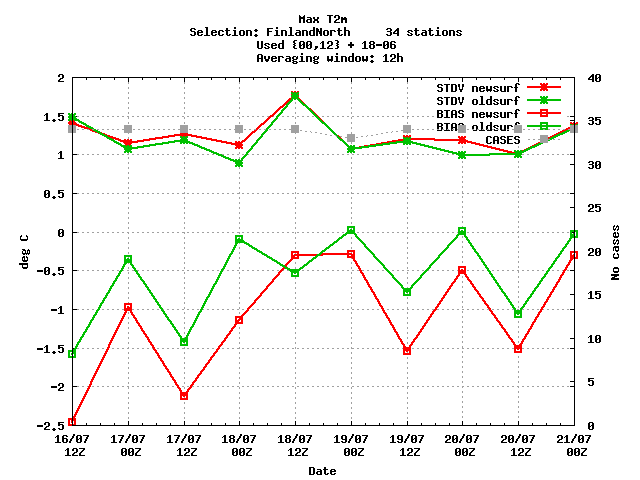 Max T2m
Selection: FinlandNorth 34 stations
Used {00,12} + 18-06
Averaging window: 12h
STDV newsurf
STDV oldsurf
BIAS newsurf
BIAS oldsurf
CASES
2
1.5
1
0.5
0
-0.5
-1
-1.5
-2
-2.5
40
35
30
25
20
15
10
5
0
deg C
No cases
16/07 17/07 17/07 18/07 18/07 19/07 19/07 20/07 20/07 21/07
12Z 00Z 12Z 00Z 12Z 00Z 12Z 00Z 12Z 00Z
Date